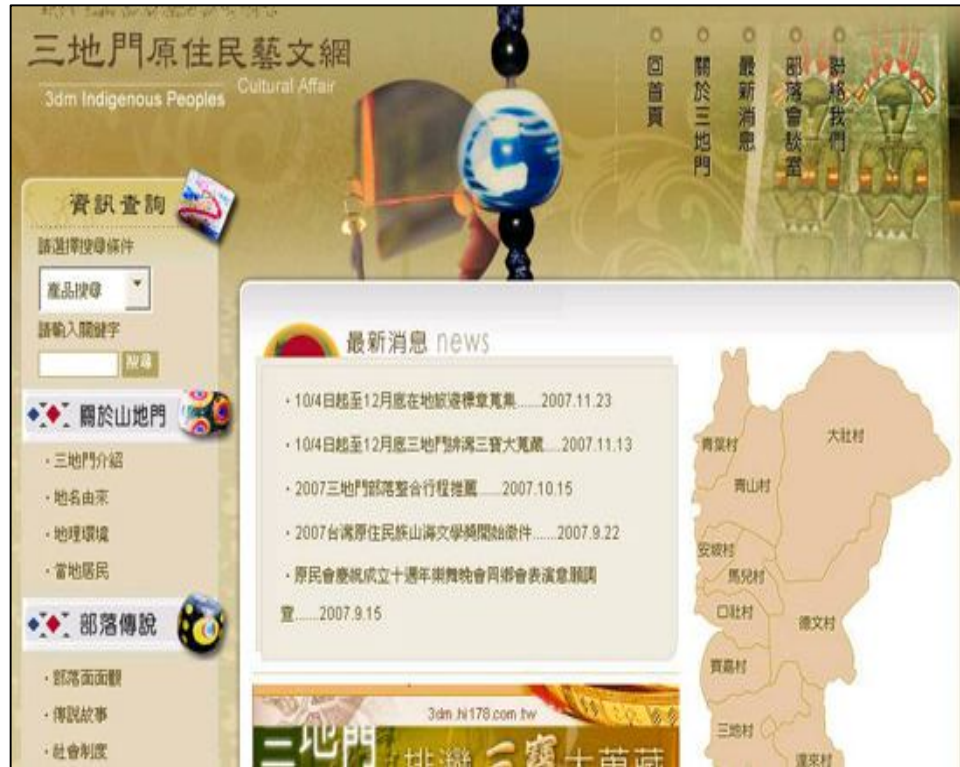 三地門原住民藝文網
3dm Indigenous Peoples
Cultural Affair
回首頁
關於三地門
最新消息
部落會談室
聯絡我們
資訊查詢
請選擇搜尋條件
產品搜尋
請輸入關鍵字
搜尋
關於山地門
・三地門介紹
・地名由來
・地理環境
・當地居民
部落傳說
・部落面面觀
・傳說故事
・社會制度
最新消息 news
・10/4日起至12月底在地旅遊標章蒐集......2007.11.23
・10/4日起至12月底三地門排灣三寶大蒐藏....2007.11.13
・2007三地門部落整合行程推薦.......2007.10.15
・2007台灣原住民族山海文學獎開始徵件......2007.9.22
・原民會慶祝成立十週年樂舞晚會同鄉會表演意願調
查.......2007.9.15
3dm.hi178.com.tw
三地門 排灣三寶大蒐藏
青葉村
大社村
青山村
安坡村
馬兒村
口社村
德文村
賽嘉村
三地村
達來村